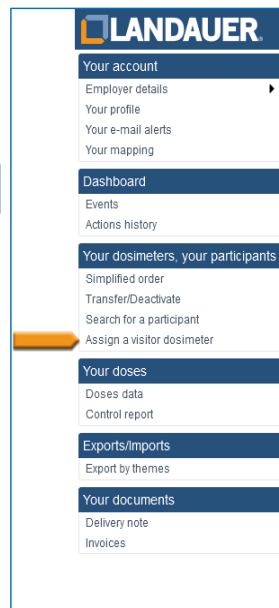 LANDAUER.
Your account
Employer details
Your profile
Your e-mail alerts
Your mapping
Dashboard
Events
Actions history
Your dosimeters, your participants
Simplified order
Transfer/Deactivate
Search for a participant
Assign a visitor dosimeter
Your doses
Doses data
Control report
Exports/Imports
Export by themes
Your documents
Delivery note
Invoices